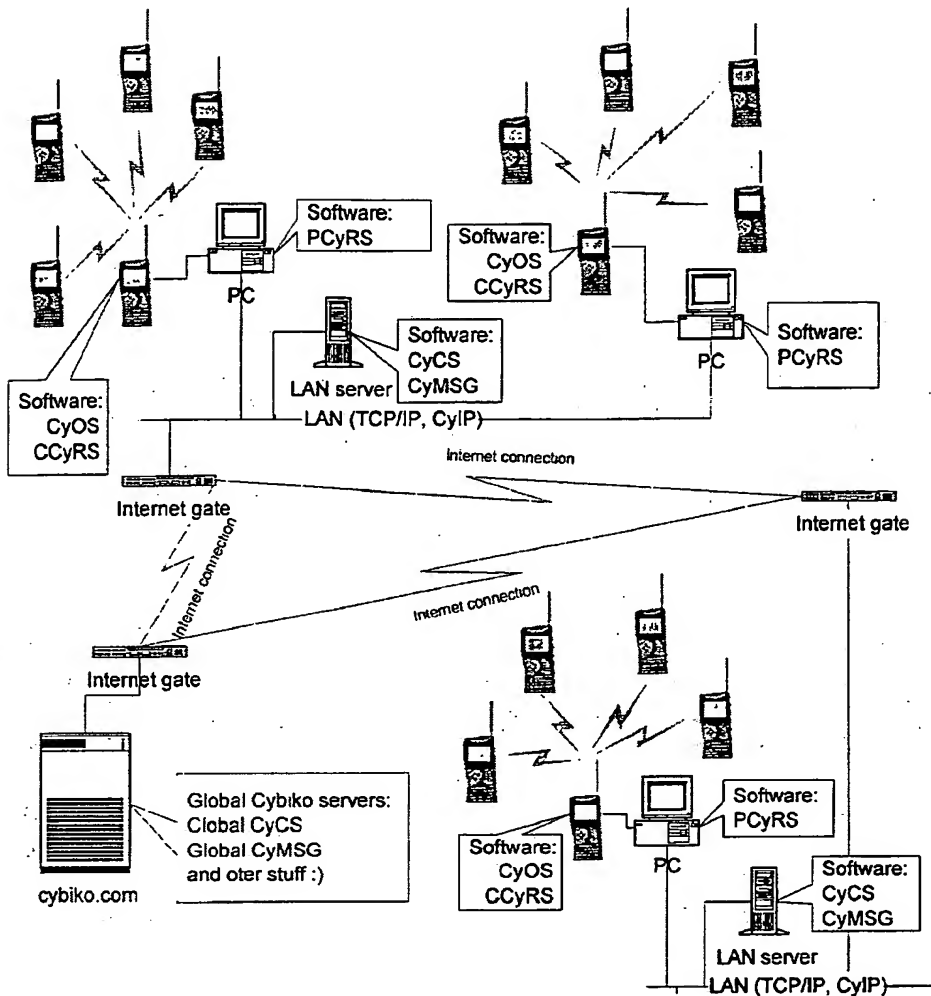 Software:
PCyRS
PC
Software:
CyOS
CCyRS
Software:
PCyRS
PC
Software:
CyCS
CyMSG
LAN server
LAN (TCP/IP, CyIP)
Software:
CyOS
CCyRS
Internet connection
Internet gate
Internet gate
Internet connection
Internet connection
Internet gate
Global Cybiko servers:
Clobal CyCS
Global CyMSG
and oter stuff :)
cybiko.com
Software:
PCyRS
PC
Software:
CyOS
CCyRS
Software:
CyCS
CyMSG
LAN server
LAN (TCP/IP, CyIP)